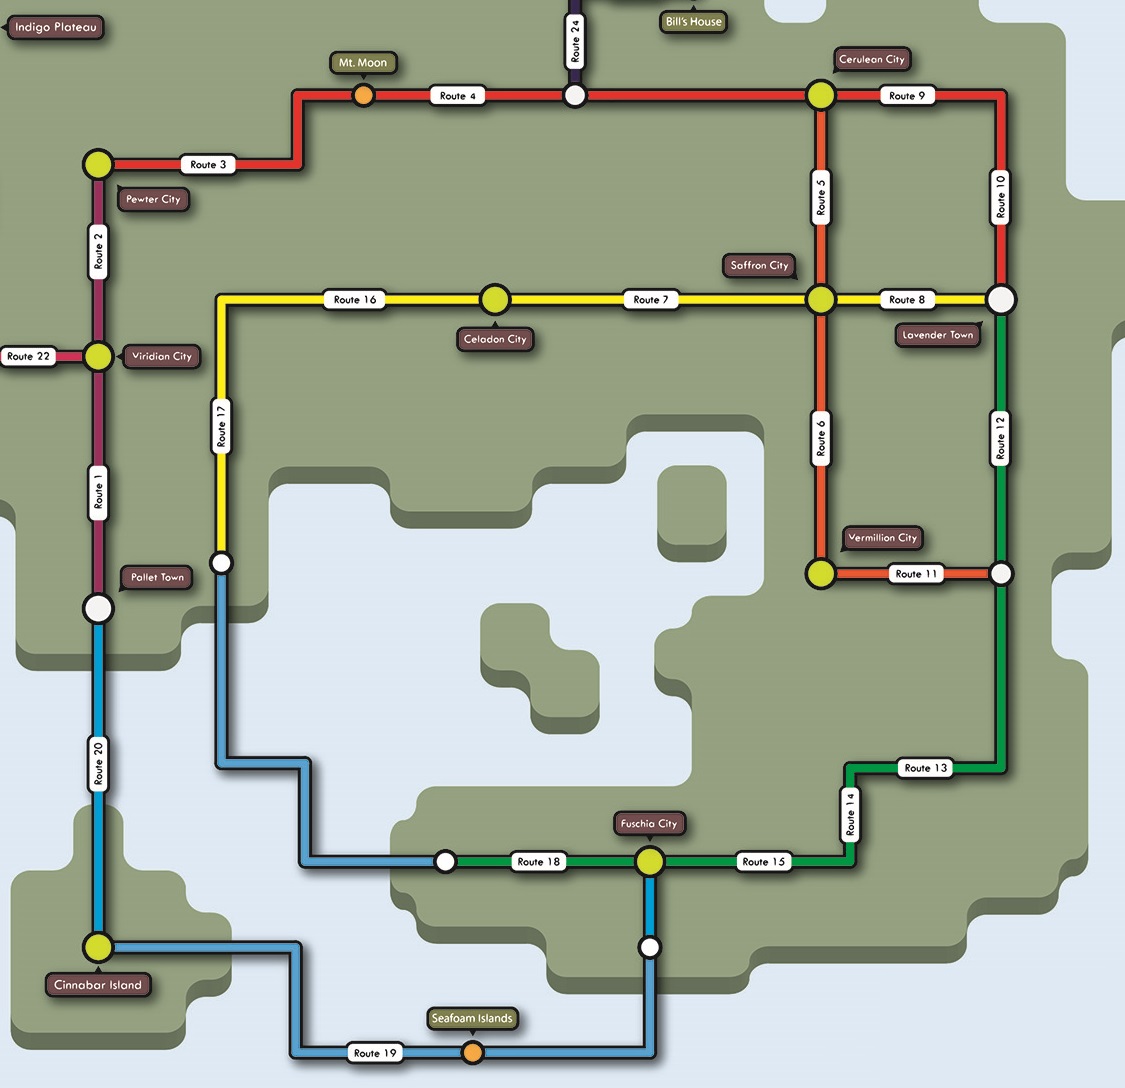 Indigo Plateau
Route 24
Bill's House
Mt. Moon
Cerulean City
Route 4
Route 9
Route 3
Pewter City
Route 5
Route 10
Route 2
Saffron City
Route 16
Route 7
Route 8
Celadon City
Lavender Town
Route 22
Viridian City
Route 17
Route 6
Route 12
Route 1
Vermillion City
Pallet Town
Route 11
Route 20
Route 13
Route 14
Fuschia City
Route 18
Route 15
Cinnabar Island
Seafoam Islands
Route 19